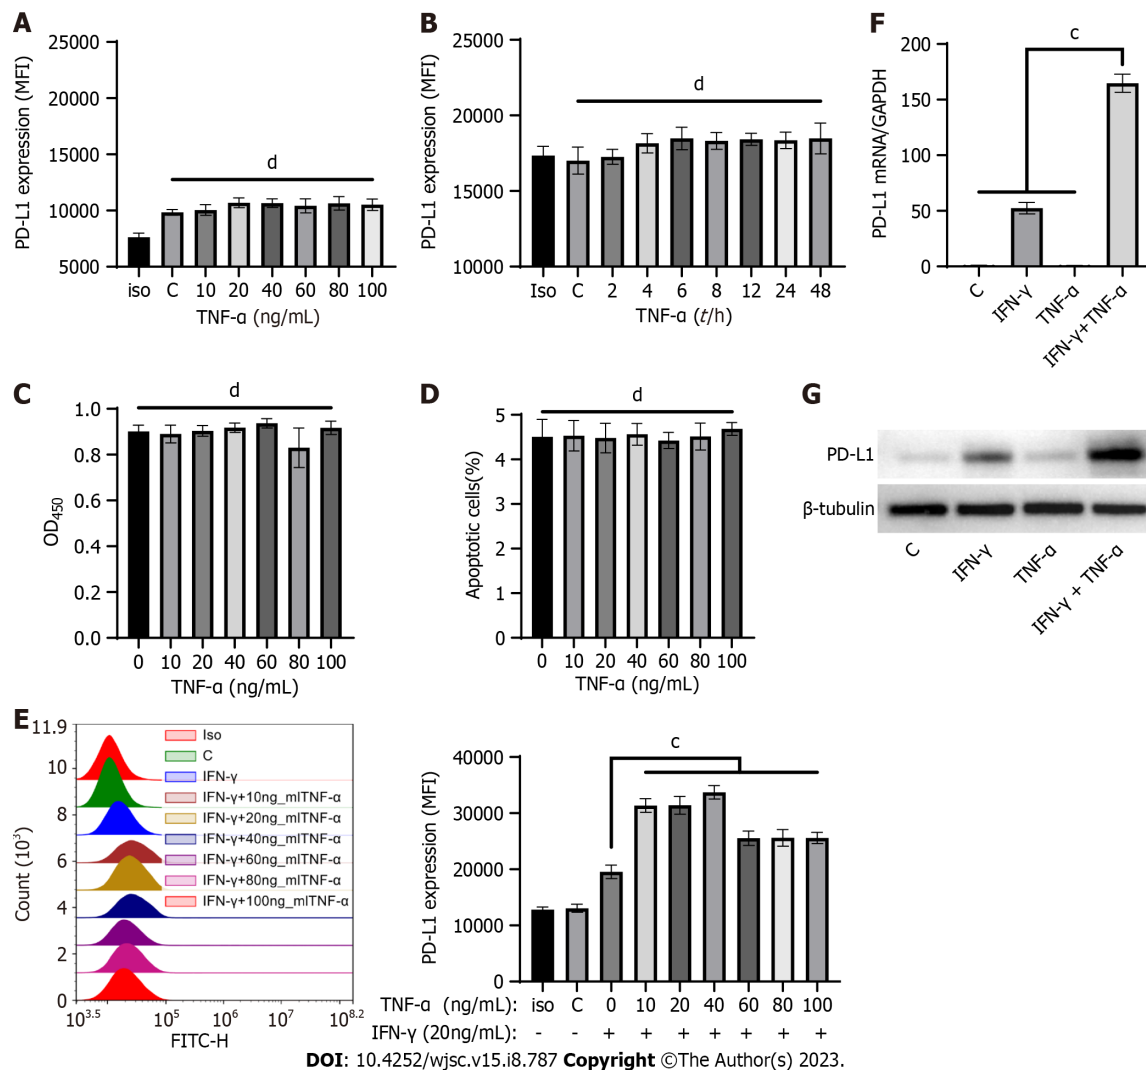 A
PD-L1 expression (MFI)
25000
20000
15000
10000
5000
d
iso C 10 20 40 60 80 100
TNF-α (ng/mL)
B
PD-L1 expression (MFI)
25000
20000
15000
10000
d
Iso C 2 4 6 8 12 24 48
TNF-α (t/h)
F
PD-L1 mRNA/GAPDH
200
150
100
50
0
c
C
IFN-γ
TNF-α
IFN-γ+TNF-α
C
OD450
1.0
0.8
0.6
0.4
0.2
0.0
d
0 10 20 40 60 80 100
TNF-α (ng/mL)
D
Apoptotic cells(%)
5
4
3
2
1
0
d
0 10 20 40 60 80 100
TNF-α (ng/mL)
G
PD-L1
β-tubulin
C
IFN-γ
TNF-α
IFN-γ + TNF-α
E
Count (10³)
11.9
10
8
6
4
2
0
Iso
C
IFN-γ
IFN-γ+10ng_mlTNF-α
IFN-γ+20ng_mlTNF-α
IFN-γ+40ng_mlTNF-α
IFN-γ+60ng_mlTNF-α
IFN-γ+80ng_mlTNF-α
IFN-γ+100ng_mlTNF-α
10^3.5 10^5 10^6 10^7 10^8.2
FITC-H
PD-L1 expression (MFI)
40000
30000
20000
10000
0
c
TNF-α (ng/mL): iso C 0 10 20 40 60 80 100
IFN-γ (20ng/mL): - - + + + + + + +
DOI: 10.4252/wjsc.v15.i8.787 Copyright ©The Author(s) 2023.